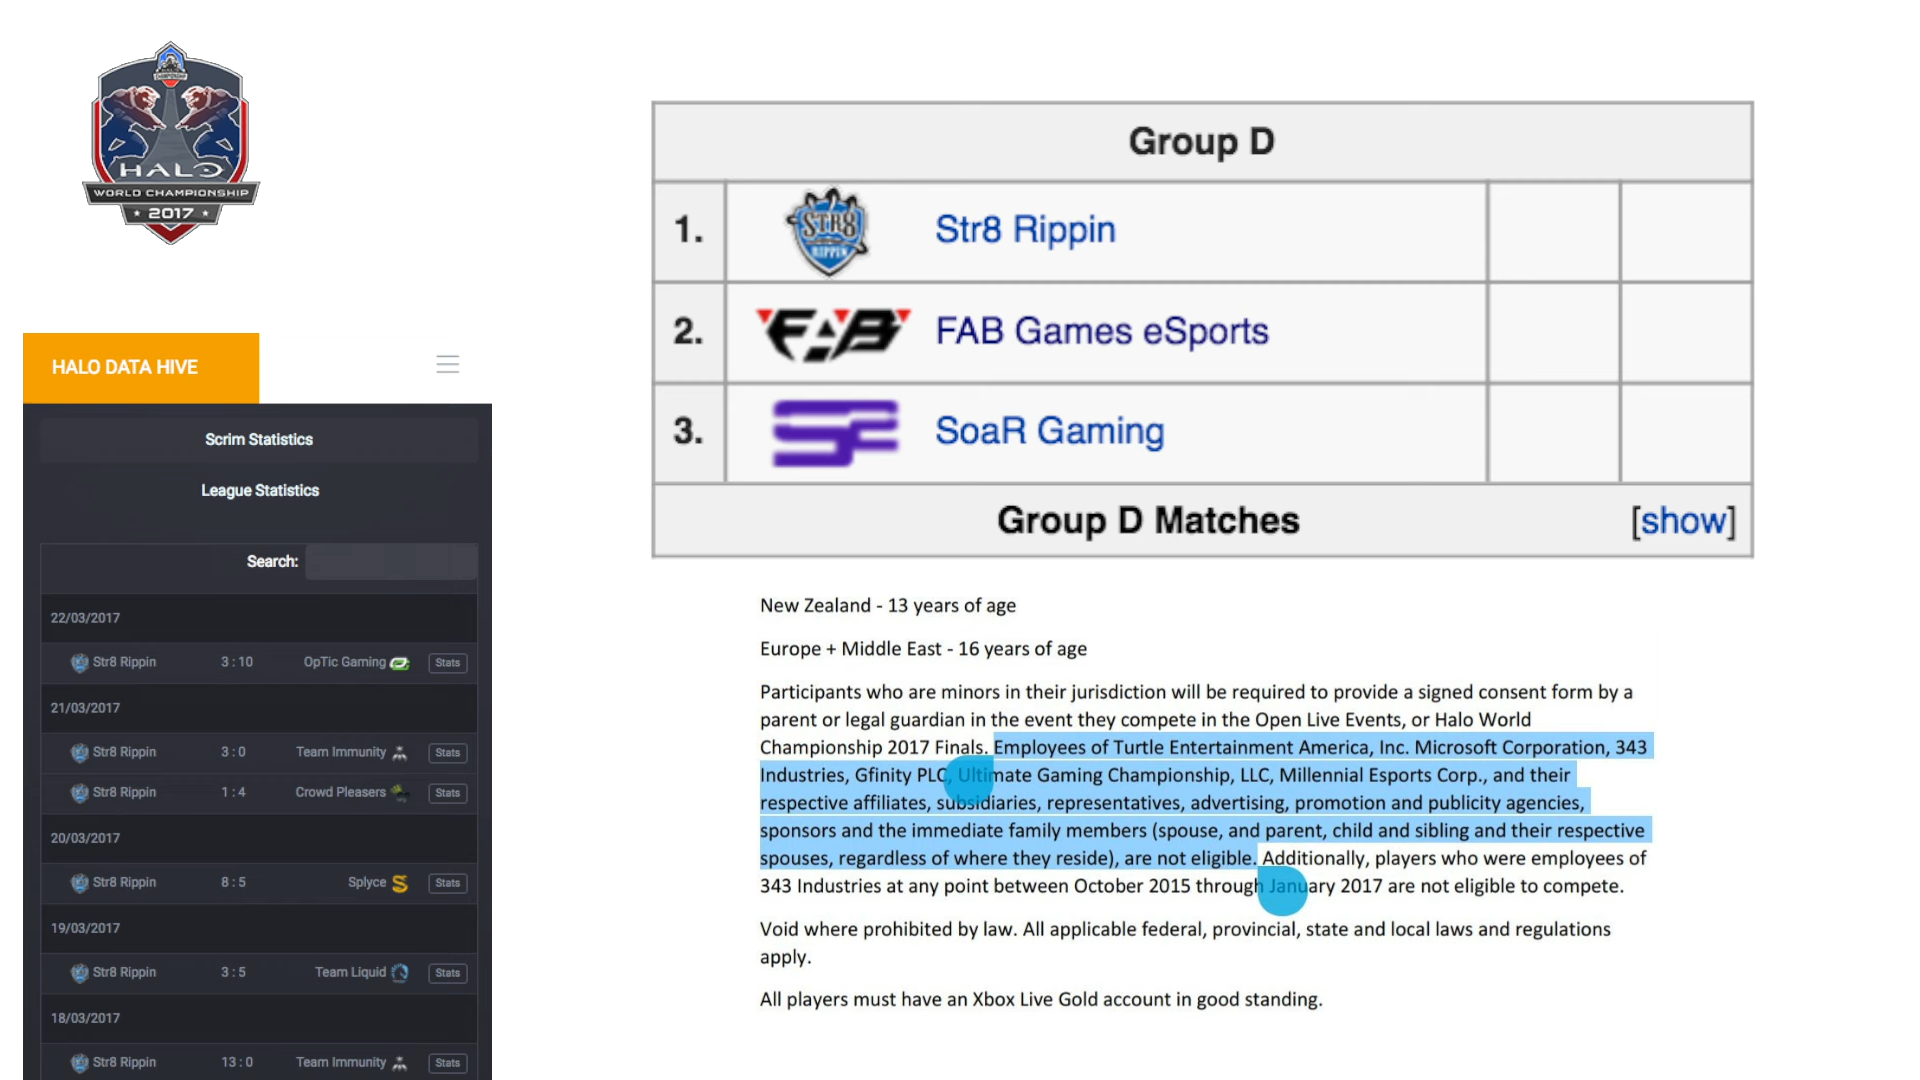 HALO
WORLD CHAMPIONSHIP
2017
HALO DATA HIVE
Scrim Statistics
League Statistics
Search:
22/03/2017
Str8 Rippin 3 : 10 OpTic Gaming Stats
21/03/2017
Str8 Rippin 3 : 0 Team Immunity Stats
Str8 Rippin 1 : 4 Crowd Pleasers Stats
20/03/2017
Str8 Rippin 8 : 5 Splyce Stats
19/03/2017
Str8 Rippin 3 : 5 Team Liquid Stats
18/03/2017
Str8 Rippin 13 : 0 Team Immunity Stats
Group D
1. STR8 RIPPIN Str8 Rippin
2. FAB FAB Games eSports
3. SoaR Gaming
Group D Matches [show]
New Zealand - 13 years of age
Europe + Middle East - 16 years of age
Participants who are minors in their jurisdiction will be required to provide a signed consent form by a
parent or legal guardian in the event they compete in the Open Live Events, or Halo World
Championship 2017 Finals. Employees of Turtle Entertainment America, Inc. Microsoft Corporation, 343
Industries, Gfinity PLC, Ultimate Gaming Championship, LLC, Millennial Esports Corp., and their
respective affiliates, subsidiaries, representatives, advertising, promotion and publicity agencies,
sponsors and the immediate family members (spouse, and parent, child and sibling and their respective
spouses, regardless of where they reside), are not eligible. Additionally, players who were employees of
343 Industries at any point between October 2015 through January 2017 are not eligible to compete.
Void where prohibited by law. All applicable federal, provincial, state and local laws and regulations
apply.
All players must have an Xbox Live Gold account in good standing.